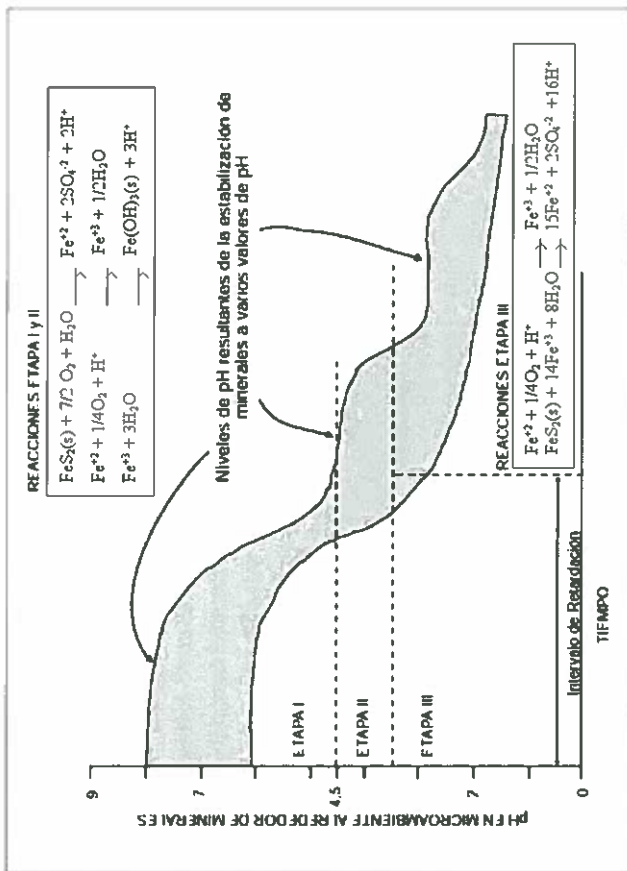 REACCIONES ETAPA I y II
FeS₂(s) + 7/2 O₂ + H₂O → Fe⁺² + 2SO₄⁻² + 2H⁺
Fe⁺² + 1/4O₂ + H⁺ → Fe⁺³ + 1/2H₂O
Fe⁺³ + 3H₂O → Fe(OH)₃(s) + 3H⁺
Niveles de pH resultantes de la estabilización de
minerales a varios valores de pH
pH EN MICROAMBIENTE ALREDEDOR DE MINERALES
9
7
4.5
2
0
ETAPA I
ETAPA II
ETAPA III
REACCIONES ETAPA III
Fe⁺² + 1/4O₂ + H⁺ → Fe⁺³ + 1/2H₂O
FeS₂(s) + 14Fe⁺³ + 8H₂O → 15Fe⁺² + 2SO₄⁻² +16H⁺
Intervalo de Retardación
TIEMPO